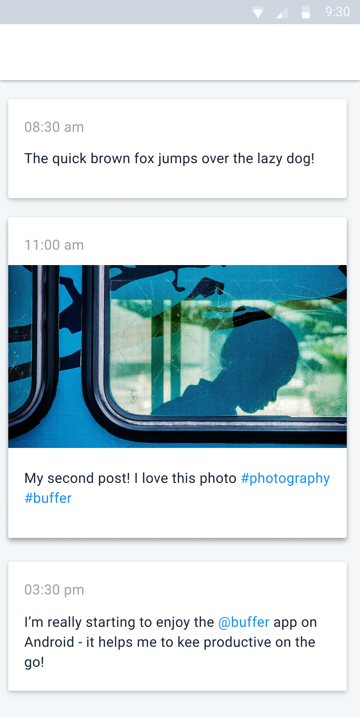 9:30
08:30 am
The quick brown fox jumps over the lazy dog!
11:00 am
My second post! I love this photo #photography
#buffer
03:30 pm
I’m really starting to enjoy the @buffer app on
Android - it helps me to kee productive on the
go!